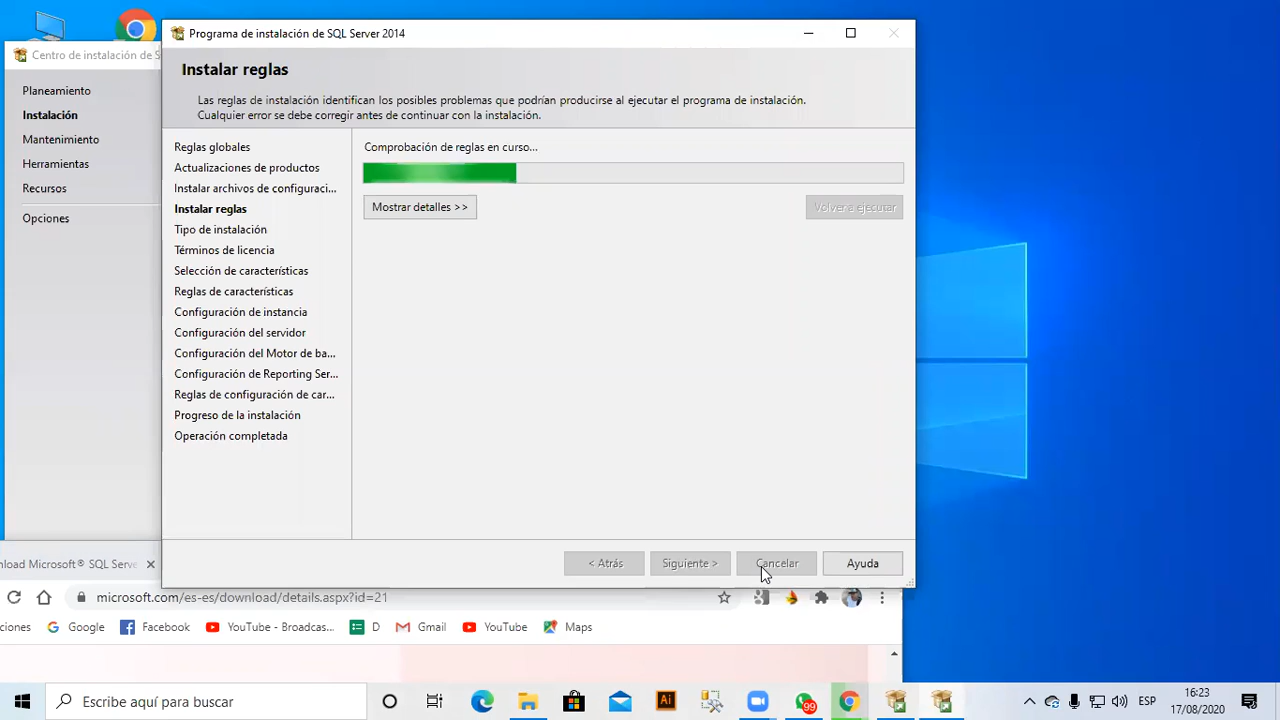 Centro de instalación de S
Programa de instalación de SQL Server 2014
Planeamiento
Instalación
Mantenimiento
Herramientas
Recursos
Opciones
Instalar reglas
Las reglas de instalación identifican los posibles problemas que podrían producirse al ejecutar el programa de instalación.
Cualquier error se debe corregir antes de continuar con la instalación.
Reglas globales
Actualizaciones de productos
Instalar archivos de configuraci...
Instalar reglas
Tipo de instalación
Términos de licencia
Selección de características
Reglas de características
Configuración de instancia
Configuración del servidor
Configuración del Motor de ba...
Configuración de Reporting Ser...
Reglas de configuración de car...
Progreso de la instalación
Operación completada
Comprobación de reglas en curso...
Mostrar detalles >>
Volver a ejecutar
< Atrás
Siguiente >
Cancelar
Ayuda
nload Microsoft® SQL Serve
microsoft.com/es-es/download/details.aspx?id=21
ciones
Google
Facebook
YouTube - Broadcas...
D
Gmail
YouTube
Maps
Escribe aquí para buscar
Ai
99
ESP
16:23
17/08/2020